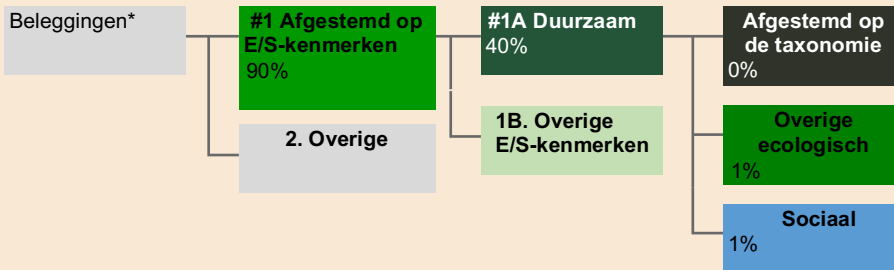 Beleggingen*
#1 Afgestemd op
E/S-kenmerken
90%
2. Overige
#1A Duurzaam
40%
1B. Overige
E/S-kenmerken
Afgestemd op
de taxonomie
0%
Overige
ecologisch
1%
Sociaal
1%